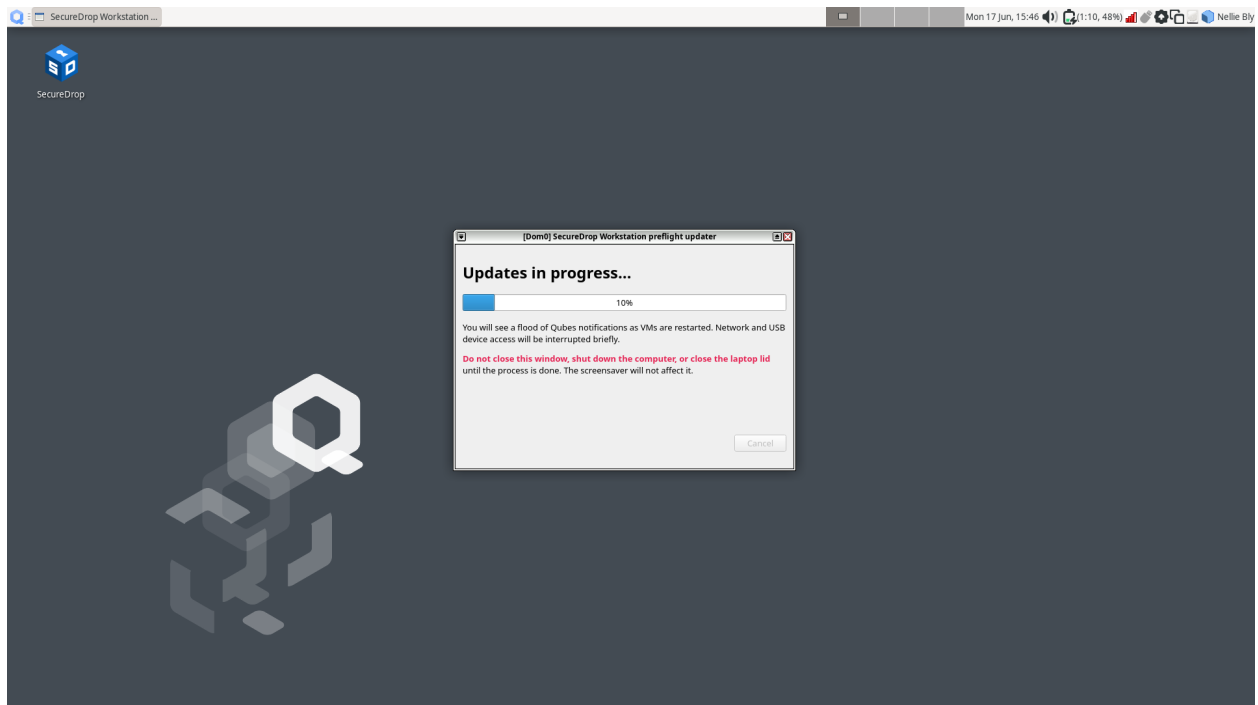 SecureDrop Workstation ...
Mon 17 Jun, 15:46
(1:10, 48%)
Nellie Bly
SecureDrop
[Dom0] SecureDrop Workstation preflight updater
Updates in progress...
10%
You will see a flood of Qubes notifications as VMs are restarted. Network and USB
device access will be interrupted briefly.
Do not close this window, shut down the computer, or close the laptop lid
until the process is done. The screensaver will not affect it.
Cancel